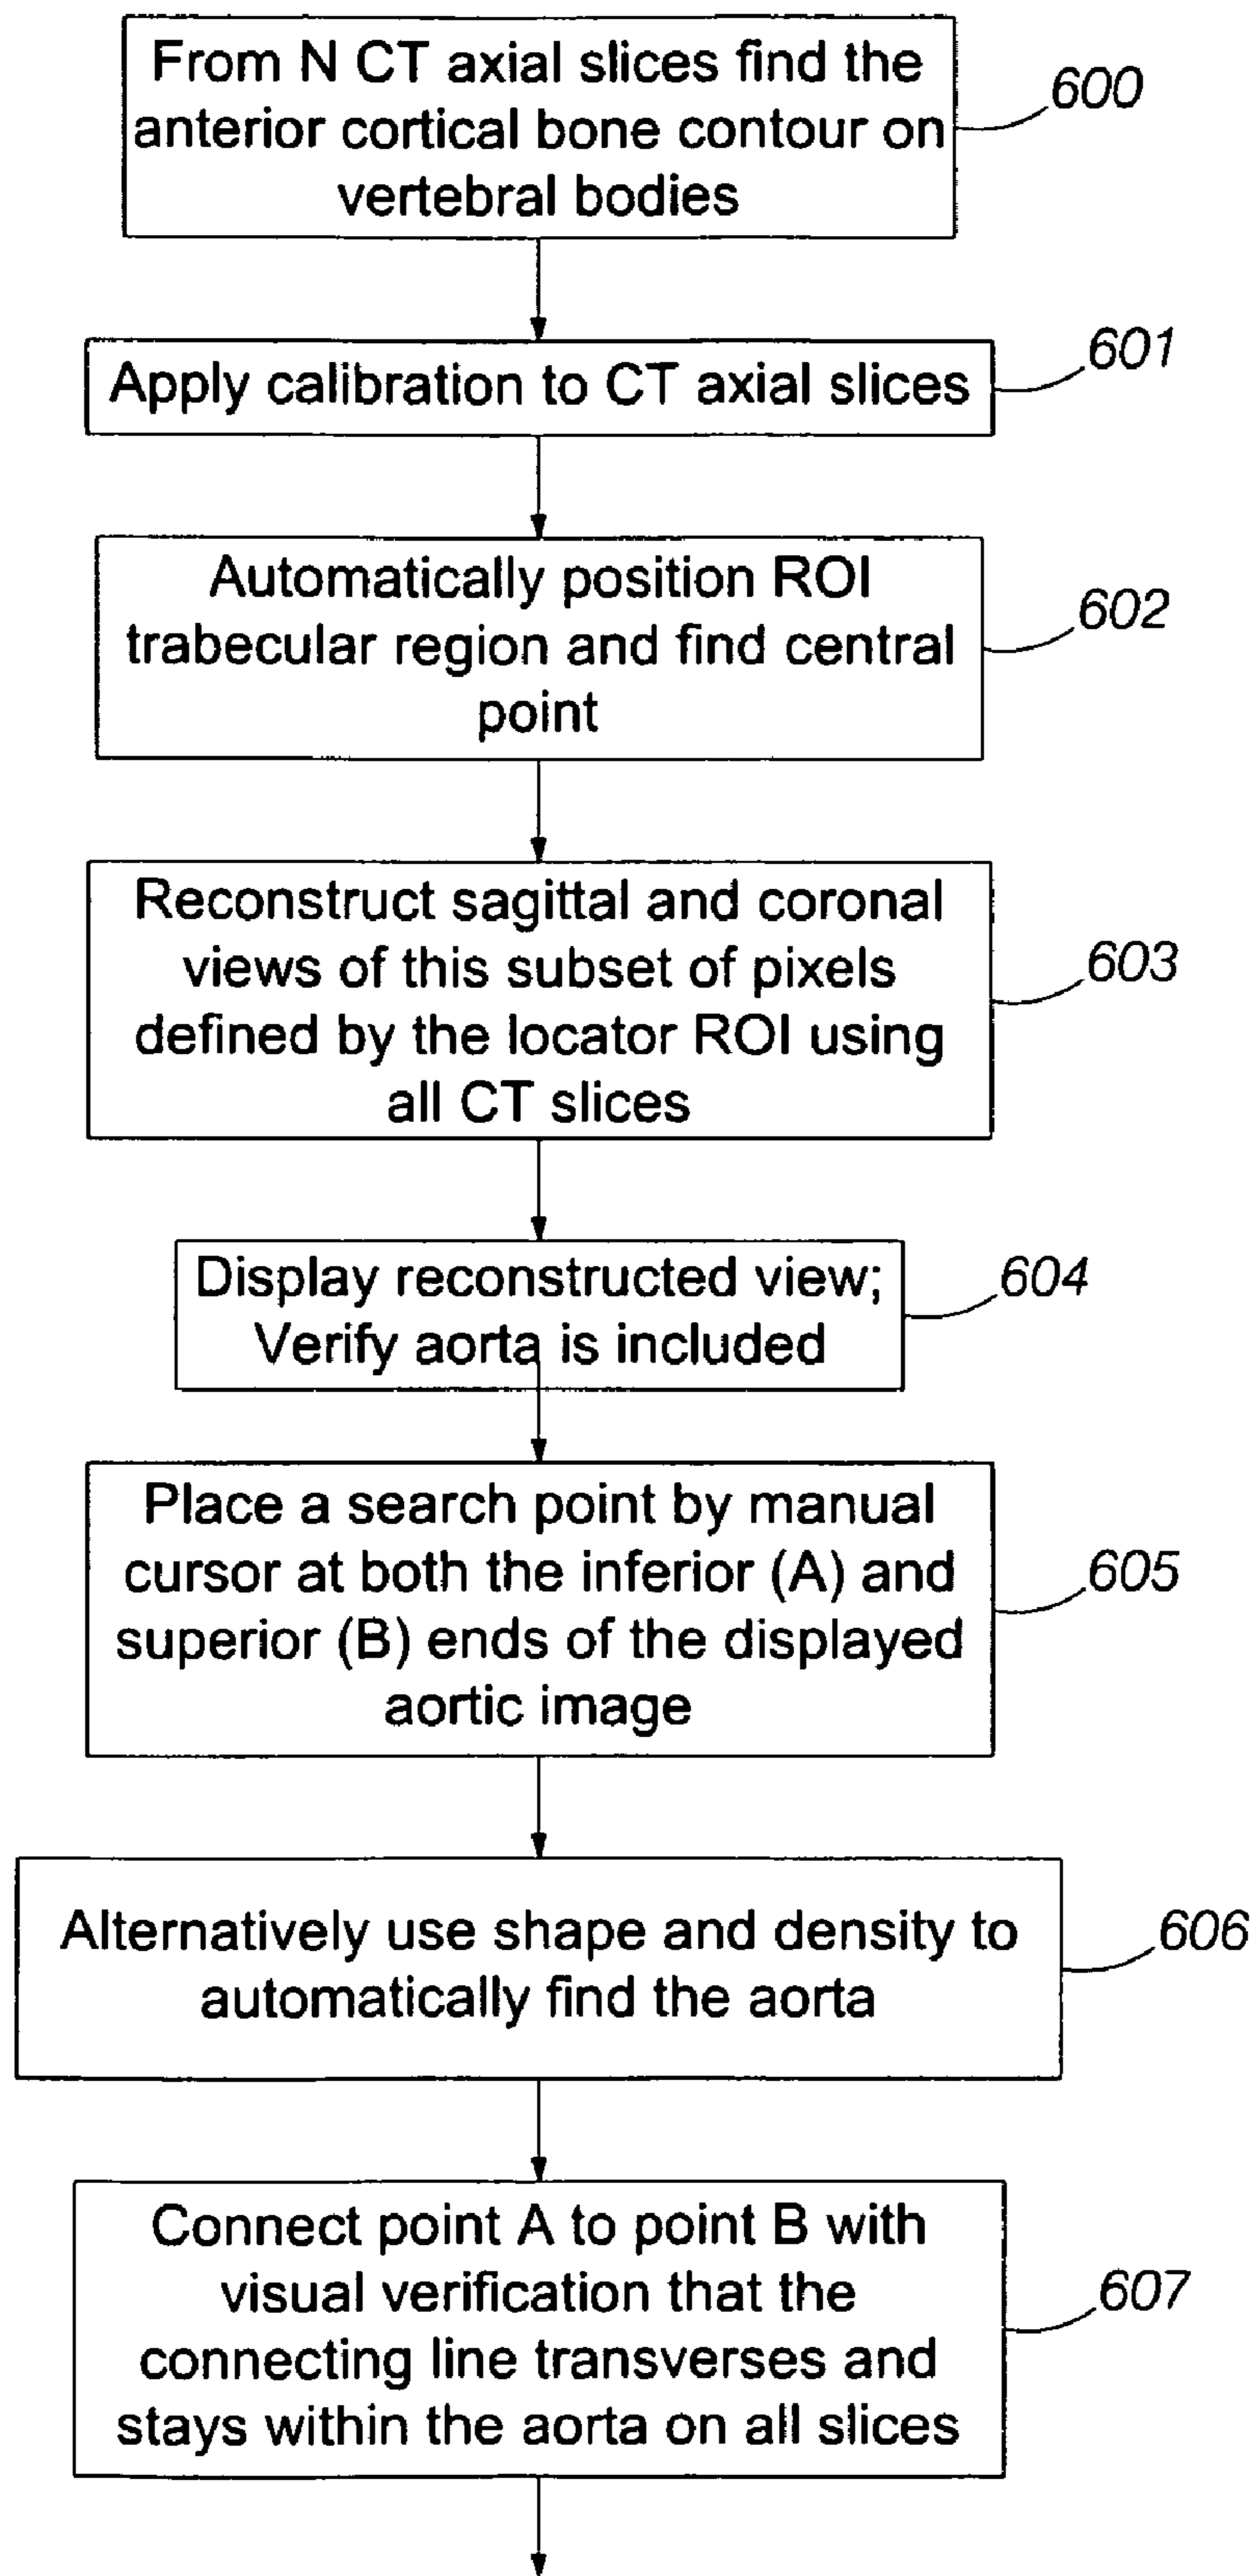 From N CT axial slices find the
anterior cortical bone contour on
vertebral bodies
600
Apply calibration to CT axial slices
601
Automatically position ROI
trabecular region and find central
point
602
Reconstruct sagittal and coronal
views of this subset of pixels
defined by the locator ROI using
all CT slices
603
Display reconstructed view;
Verify aorta is included
604
Place a search point by manual
cursor at both the inferior (A) and
superior (B) ends of the displayed
aortic image
605
Alternatively use shape and density to
automatically find the aorta
606
Connect point A to point B with
visual verification that the
connecting line transverses and
stays within the aorta on all slices
607